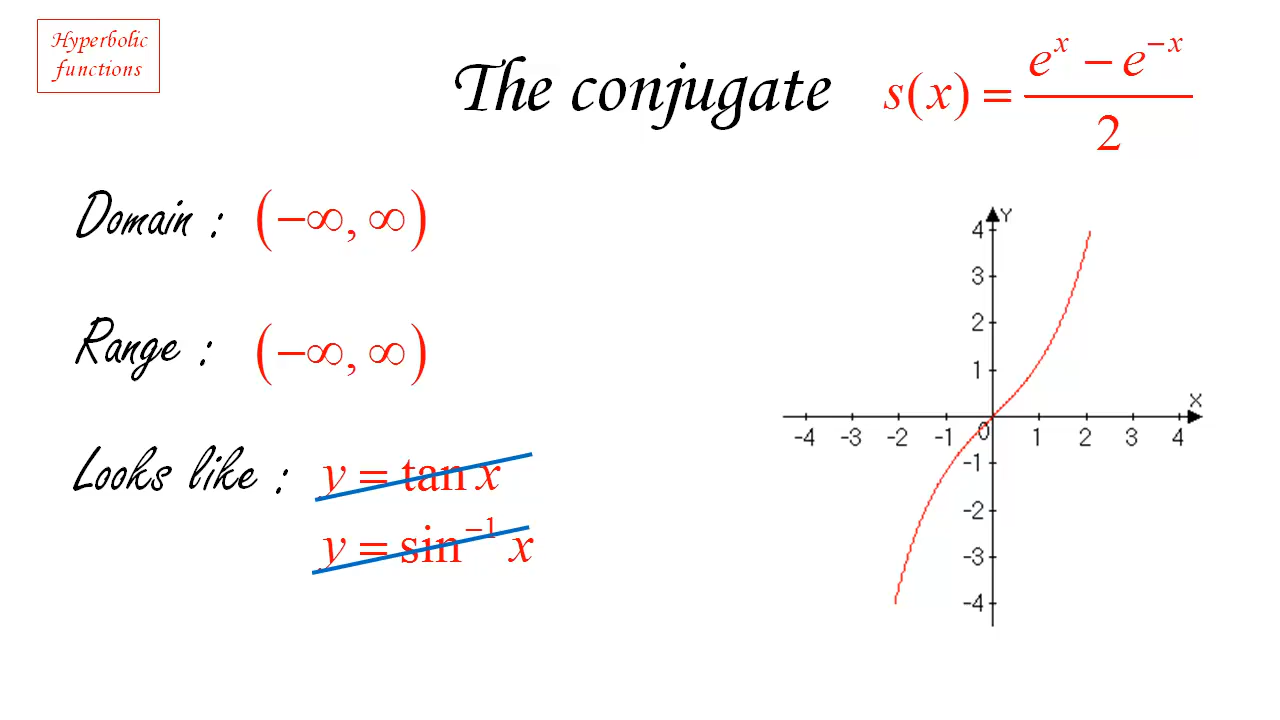 Hyperbolic
functions
The conjugate s(x) = (e^x − e^−x)/2
Domain : (−∞, ∞)
Range : (−∞, ∞)
Looks like : y = tan x
y = sin^−1 x
Y
4
3
2
1
X
-4 -3 -2 -1 0 1 2 3 4
-1
-2
-3
-4